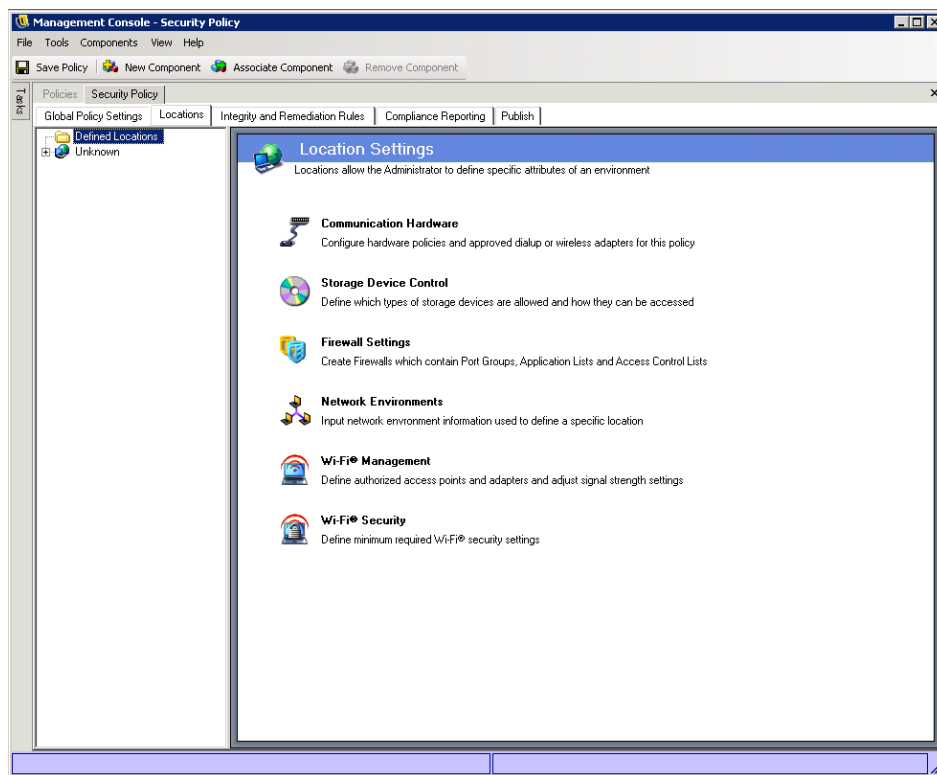 Management Console - Security Policy
File Tools Components View Help
Save Policy New Component Associate Component Remove Component
Tasks
Policies Security Policy
Global Policy Settings Locations Integrity and Remediation Rules Compliance Reporting Publish
Defined Locations
Unknown
Location Settings
Locations allow the Administrator to define specific attributes of an environment
Communication Hardware
Configure hardware policies and approved dialup or wireless adapters for this policy
Storage Device Control
Define which types of storage devices are allowed and how they can be accessed
Firewall Settings
Create Firewalls which contain Port Groups, Application Lists and Access Control Lists
Network Environments
Input network envronment information used to define a specific location
Wi-Fi® Management
Define authorized access points and adapters and adjust signal strength settings
Wi-Fi® Security
Define minimum required Wi-Fi® security settings